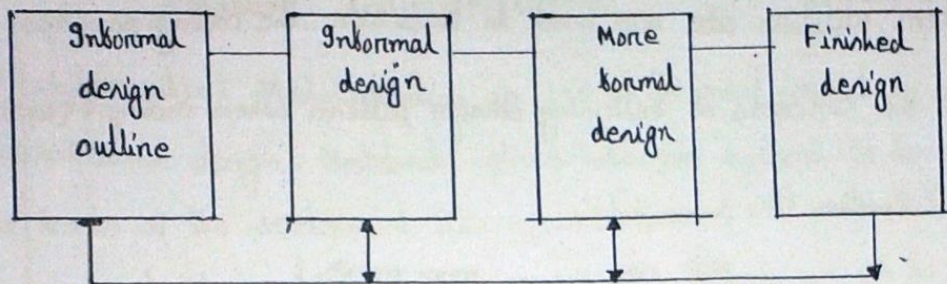 Informal
design
outline
Informal
design
More
formal
design
Finished
design